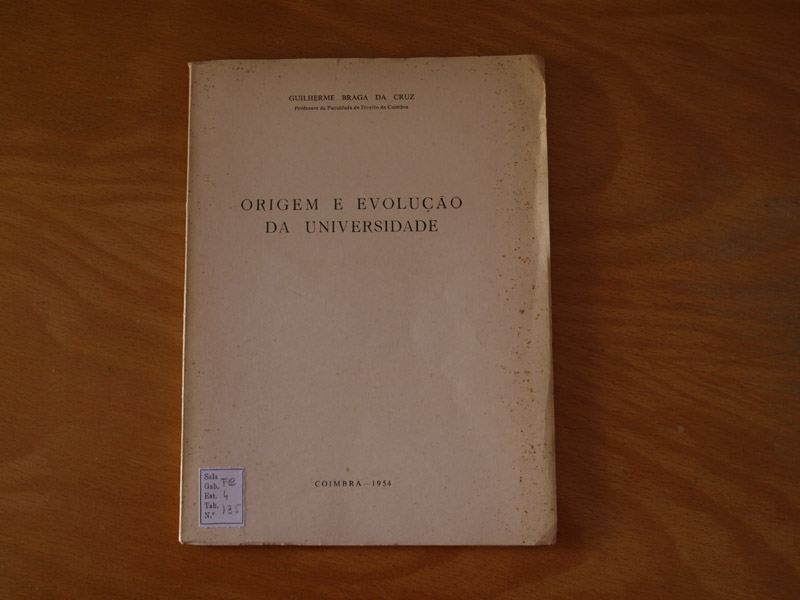 GUILHERME BRAGA DA CRUZ
Professor da Faculdade de Direito de Coimbra
ORIGEM E EVOLUÇÃO
DA UNIVERSIDADE
COIMBRA—1954
Sala
Gab. FE
Est. 4
Tab. 135
N.º